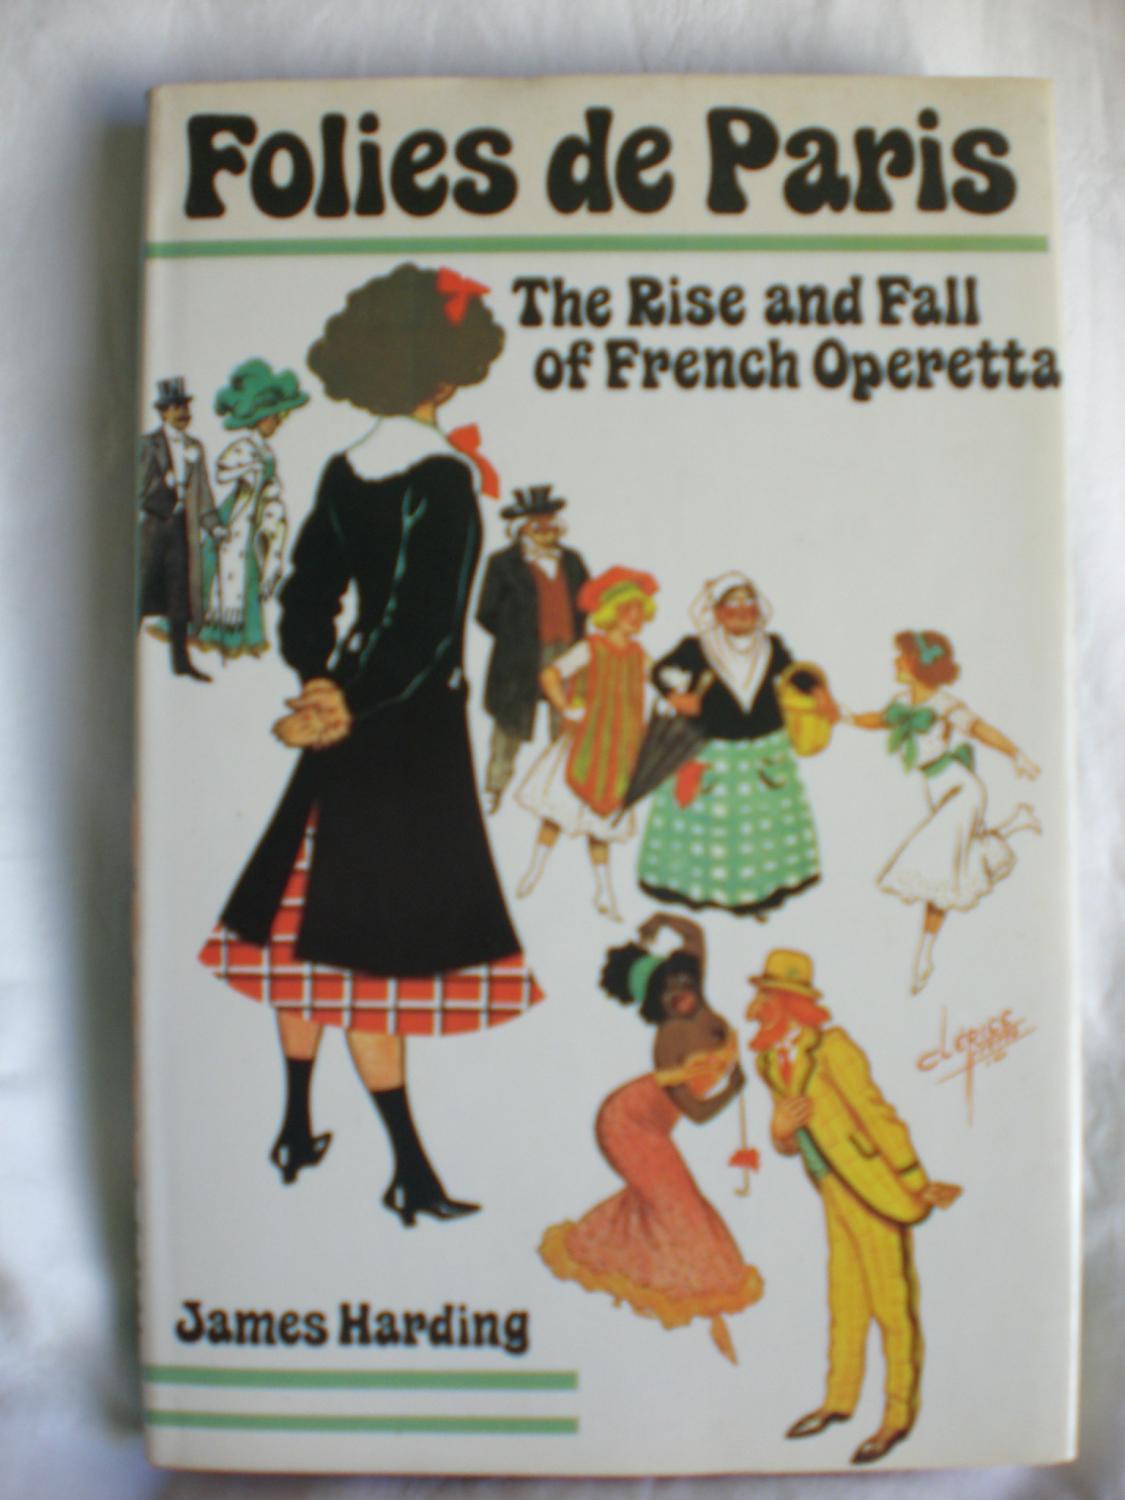 Folies de Paris
The Rise and Fall
of French Operetta
James Harding